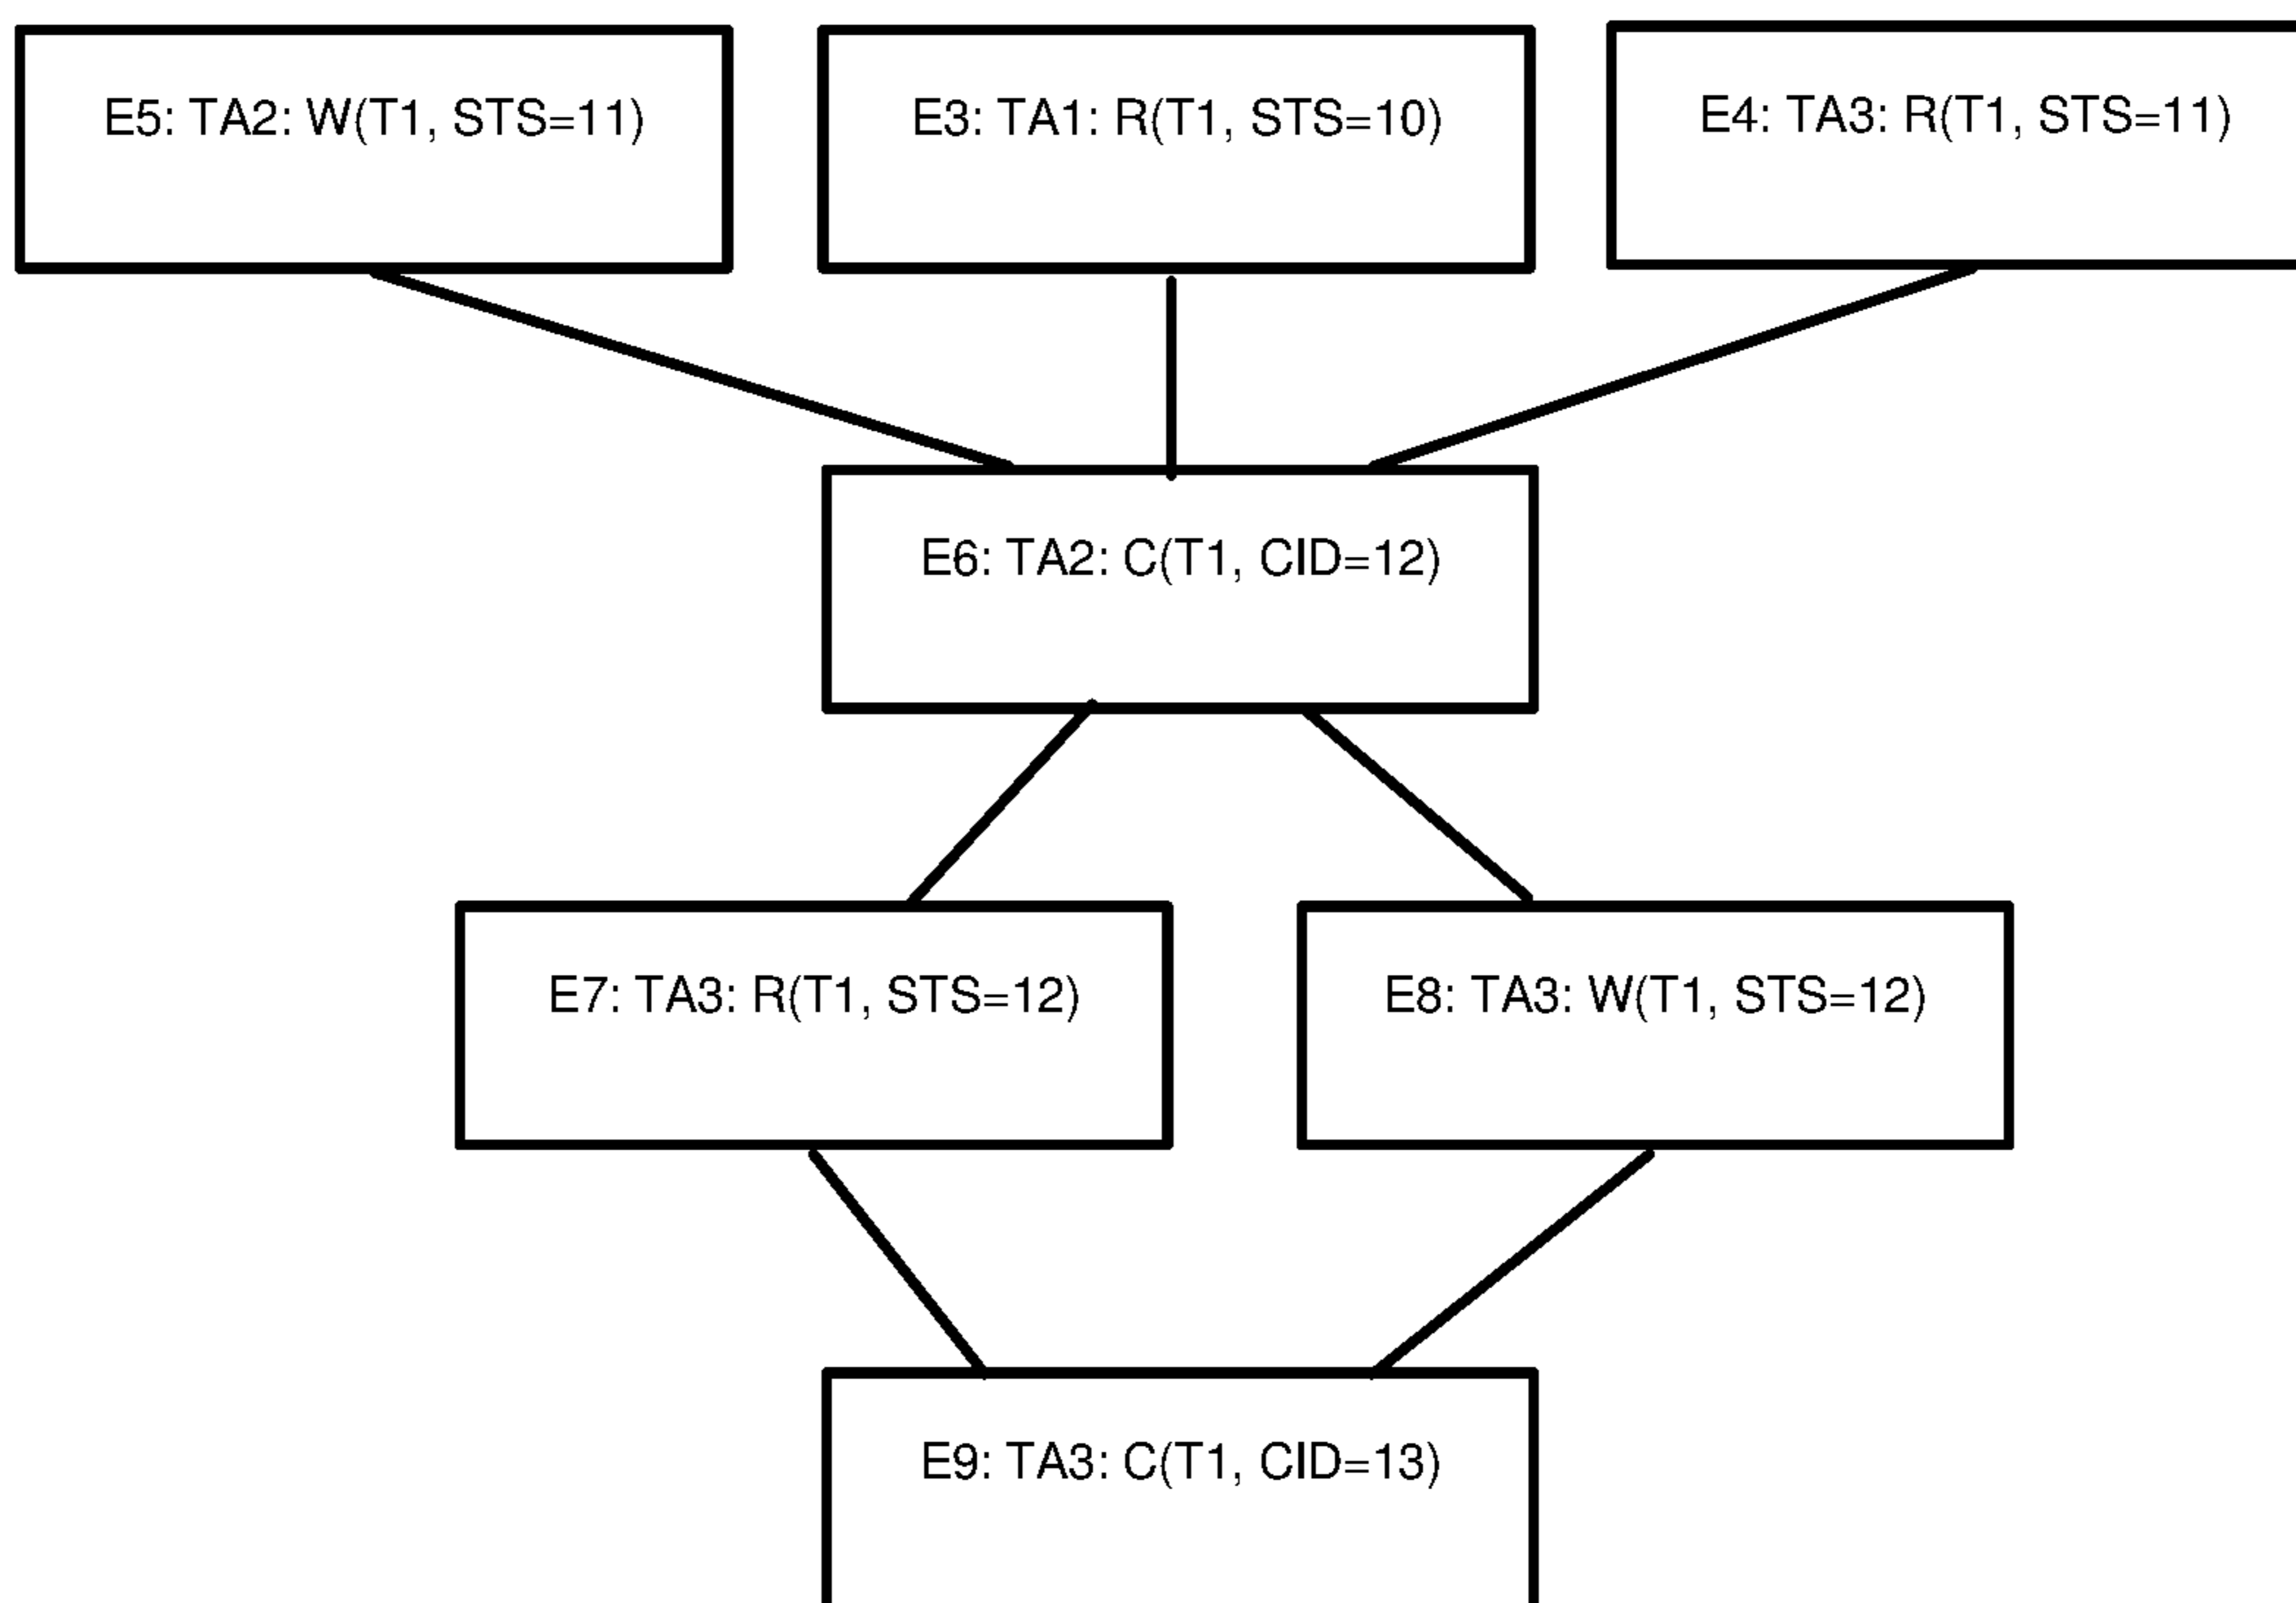 E5: TA2: W(T1, STS=11)
E3: TA1: R(T1, STS=10)
E4: TA3: R(T1, STS=11)
E6: TA2: C(T1, CID=12)
E7: TA3: R(T1, STS=12)
E8: TA3: W(T1, STS=12)
E9: TA3: C(T1, CID=13)